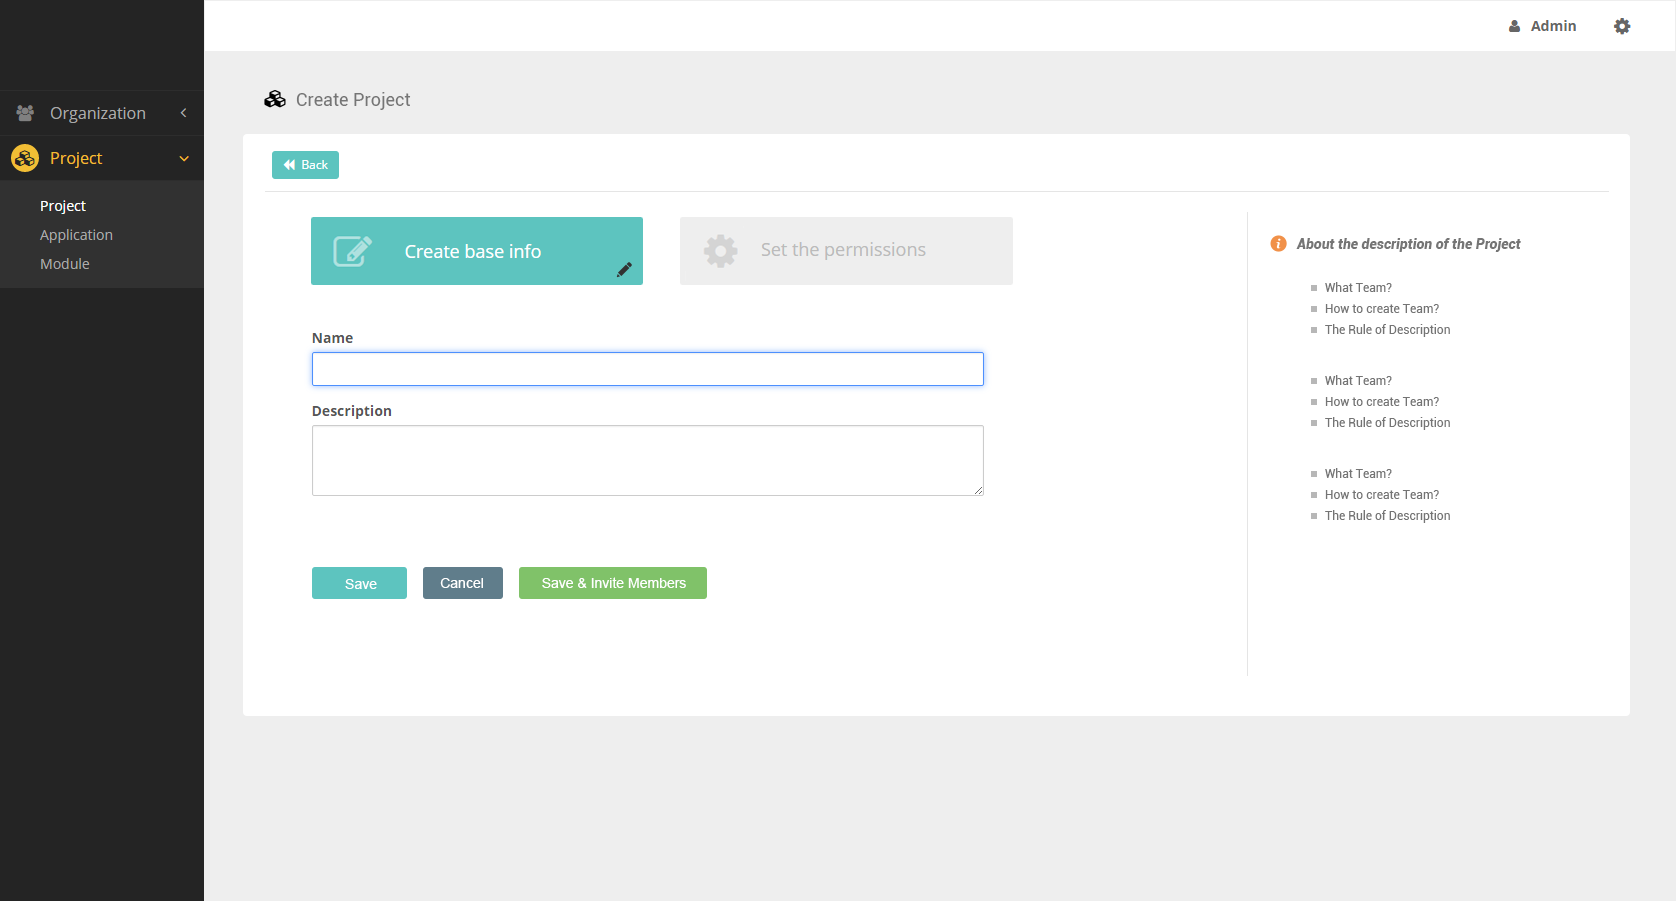 Admin
Organization
Project
Project
Application
Module
Create Project
Back
Create base info
Set the permissions
Name
Description
Save
Cancel
Save & Invite Members
About the description of the Project
What Team?
How to create Team?
The Rule of Description
What Team?
How to create Team?
The Rule of Description
What Team?
How to create Team?
The Rule of Description